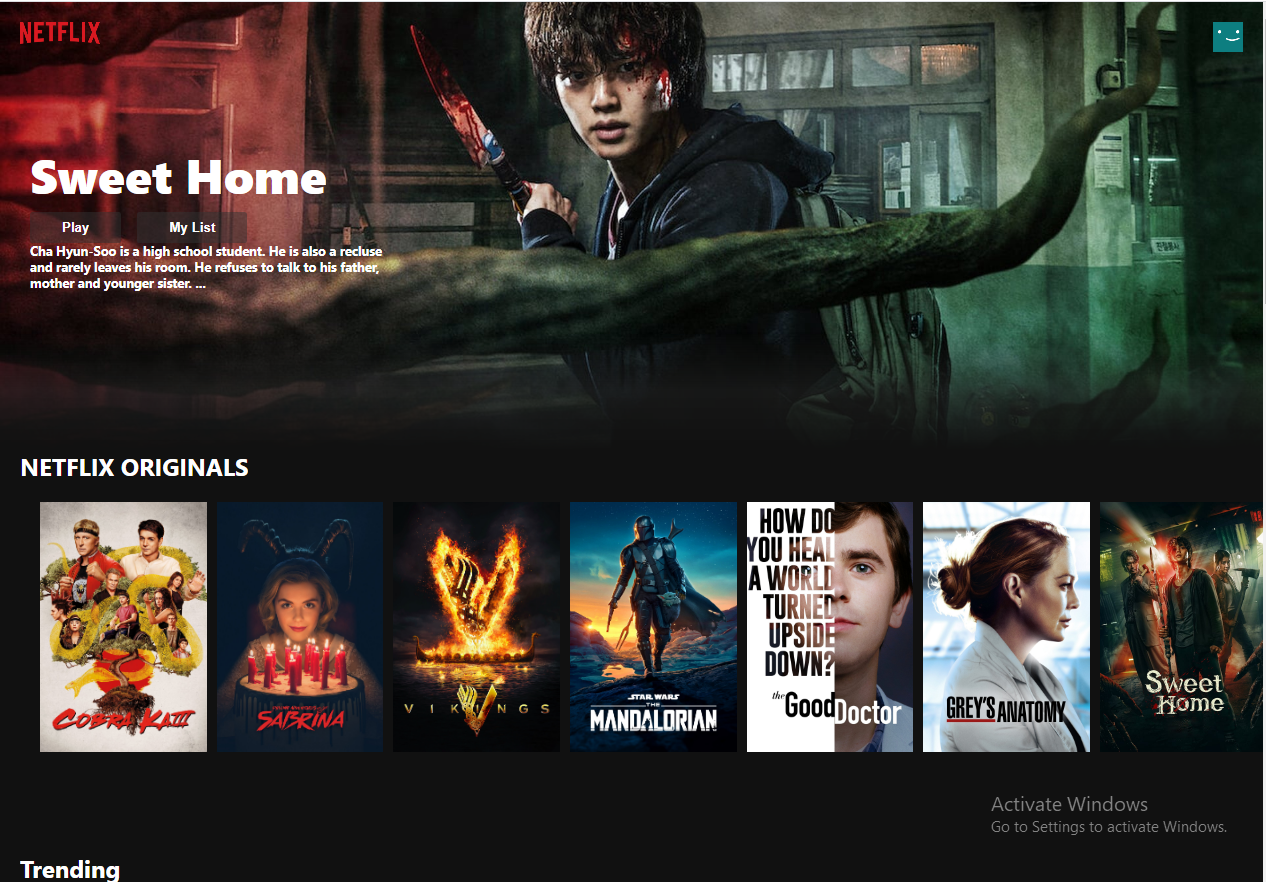 NETFLIX
Sweet Home
Play
My List
Cha Hyun-Soo is a high school student. He is also a recluse
and rarely leaves his room. He refuses to talk to his father,
mother and younger sister. ...
NETFLIX ORIGINALS
COBRA KAI
SABRINA
VIKINGS
HOW DO
YOU HEAL
A WORLD
TURNED
UPSIDE
DOWN?
STAR WARS
THE
MANDALORIAN
the Good Doctor
GREY'S ANATOMY
Sweet
Home
Activate Windows
Go to Settings to activate Windows.
Trending